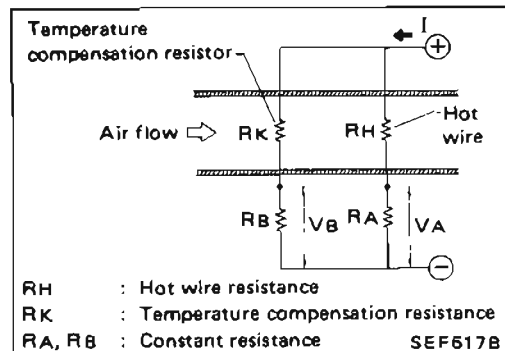 Temperature
compensation resistor
I
+
Air flow
RK
RH
Hot
wire
RB
VB
RA
VA
−
RH : Hot wire resistance
RK : Temperature compensation resistance
RA, RB : Constant resistance
SEF617B